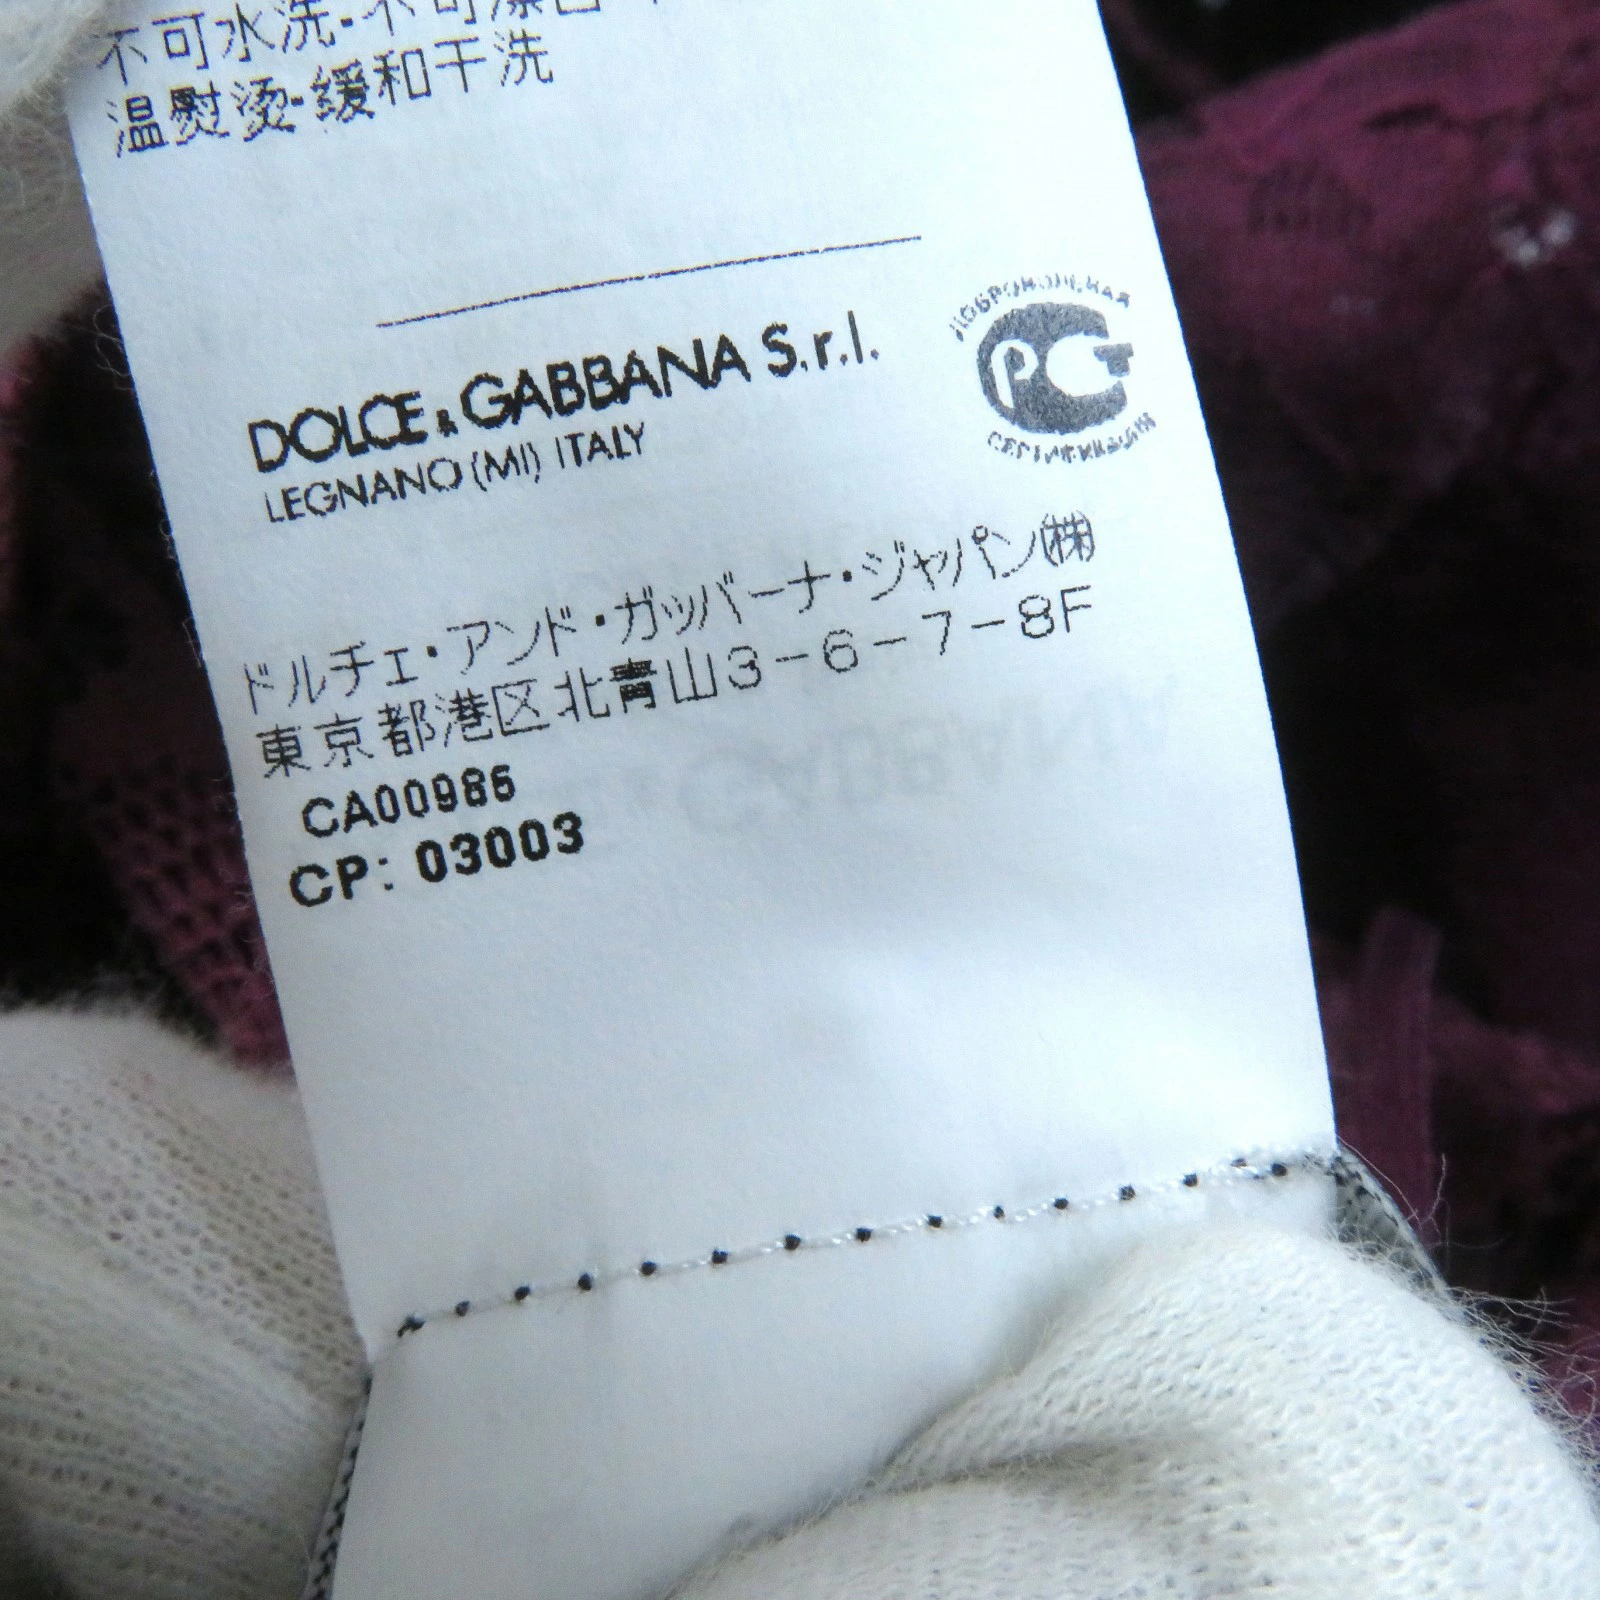 不可水洗-不可漂白
温熨烫-缓和干洗
DOLCE & GABBANA S.r.l.
LEGNANO (MI) ITALY
PCT
ドルチェ・アンド・ガッバーナ・ジャパン㈱
東京都港区北青山3-6-7-8F
CA00986
CP: 03003